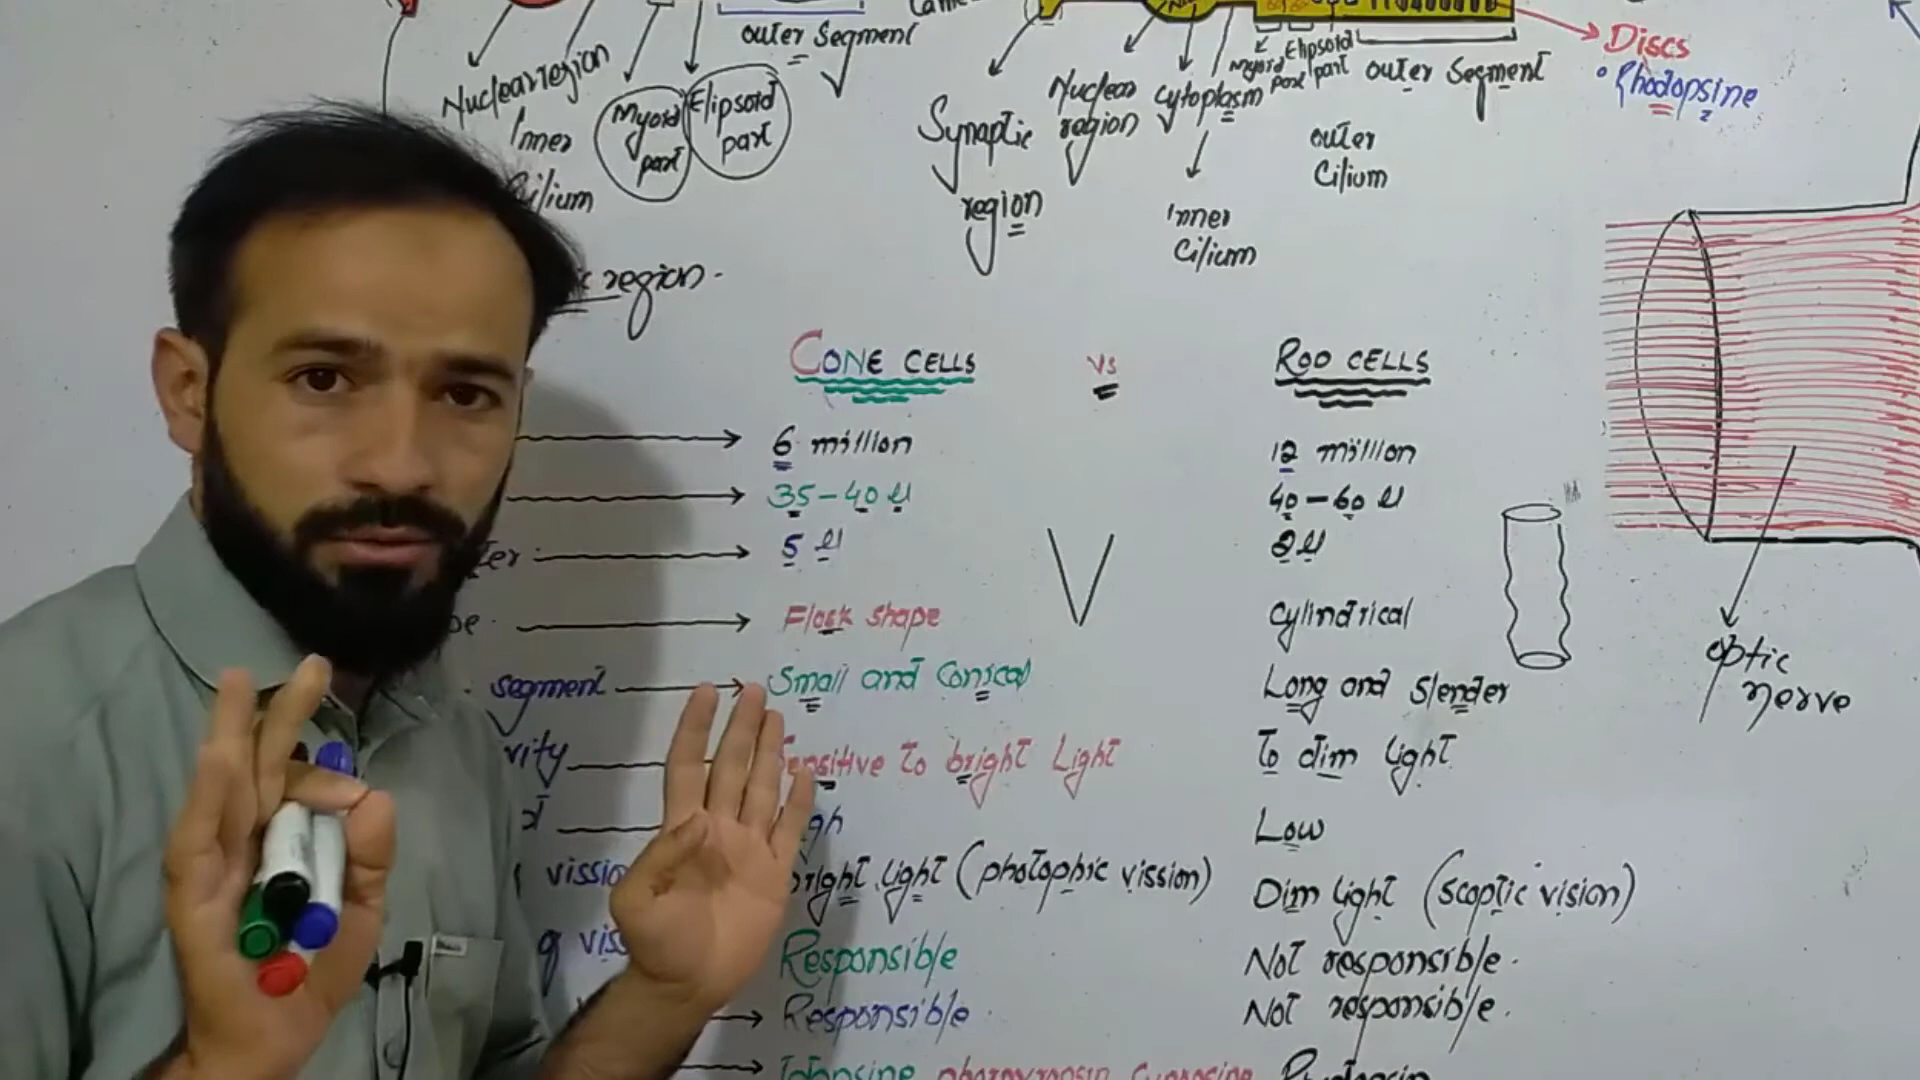 outer segment
Nuclear region
Inner
Cilium
Myoid
part
Elipsoid
part
Synaptic
region
Nuclear
region
Cytoplasm
Inner
Cilium
Myoid
part
Elipsoid
part
outer segment
outer
Cilium
Discs
Rhodopsine
region.
CONE CELLS vs ROD CELLS
6 million 12 million
35-40 µ 40-60 µ
5 µ 2 µ
Flask shape Cylindrical
segment Small and Conical Long and slender
Sensitive to bright light To dim light
Low
vission bright light (photophic vission) Dim light (scoptic vision)
Responsible Not responsible.
Responsible Not responsible.
optic
nerve